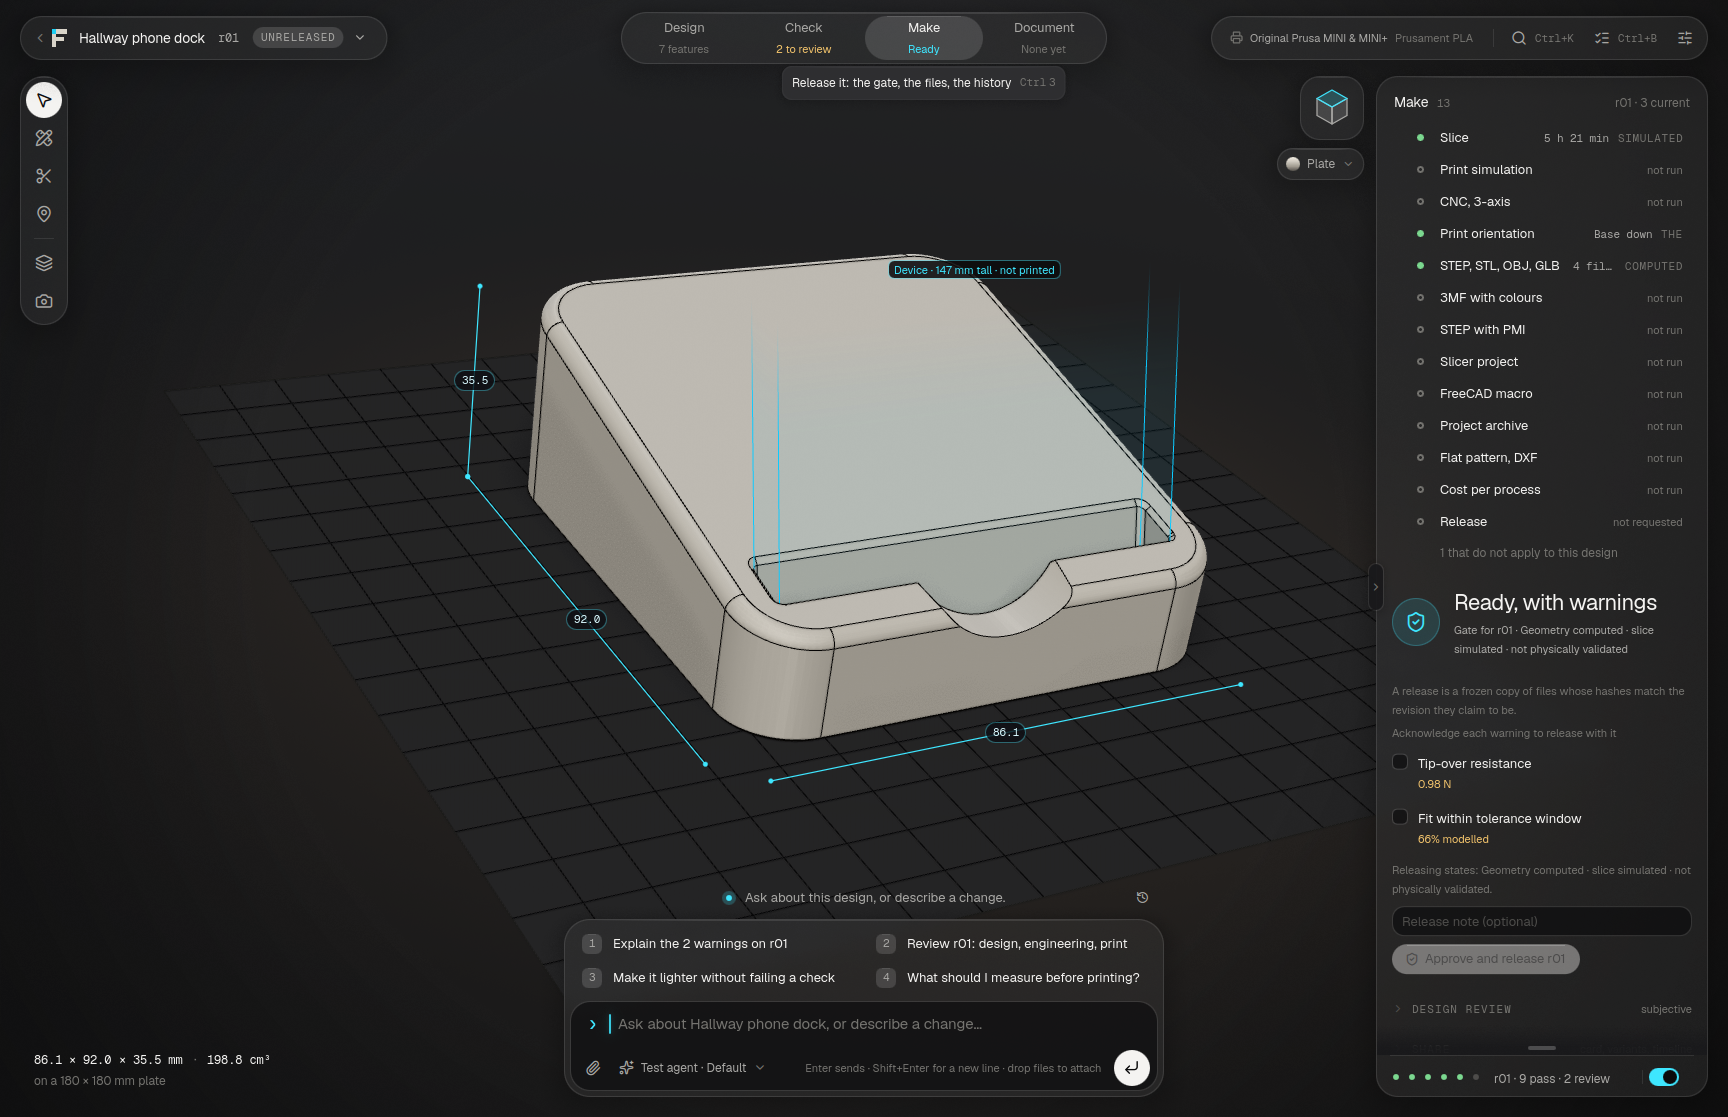 Hallway phone dock r01 UNRELEASED
Design
7 features
Check
2 to review
Make
Ready
Document
None yet
Original Prusa MINI & MINI+ Prusament PLA
Ctrl+K
Ctrl+B
Release it: the gate, the files, the history Ctrl 3
Plate
Device · 147 mm tall · not printed
35.5
92.0
86.1
Make 13 r01 · 3 current
Slice 5 h 21 min SIMULATED
Print simulation not run
CNC, 3-axis not run
Print orientation Base down THE
STEP, STL, OBJ, GLB 4 fil… COMPUTED
3MF with colours not run
STEP with PMI not run
Slicer project not run
FreeCAD macro not run
Project archive not run
Flat pattern, DXF not run
Cost per process not run
Release not requested
1 that do not apply to this design
Ready, with warnings
Gate for r01 · Geometry computed · slice
simulated · not physically validated
A release is a frozen copy of files whose hashes match the
revision they claim to be.
Acknowledge each warning to release with it
Tip-over resistance
0.98 N
Fit within tolerance window
66% modelled
Releasing states: Geometry computed · slice simulated · not
physically validated.
Release note (optional)
Approve and release r01
DESIGN REVIEW subjective
r01 · 9 pass · 2 review
Ask about this design, or describe a change.
1 Explain the 2 warnings on r01
2 Review r01: design, engineering, print
3 Make it lighter without failing a check
4 What should I measure before printing?
Ask about Hallway phone dock, or describe a change…
Test agent · Default
Enter sends · Shift+Enter for a new line · drop files to attach
86.1 × 92.0 × 35.5 mm · 198.8 cm³
on a 180 × 180 mm plate